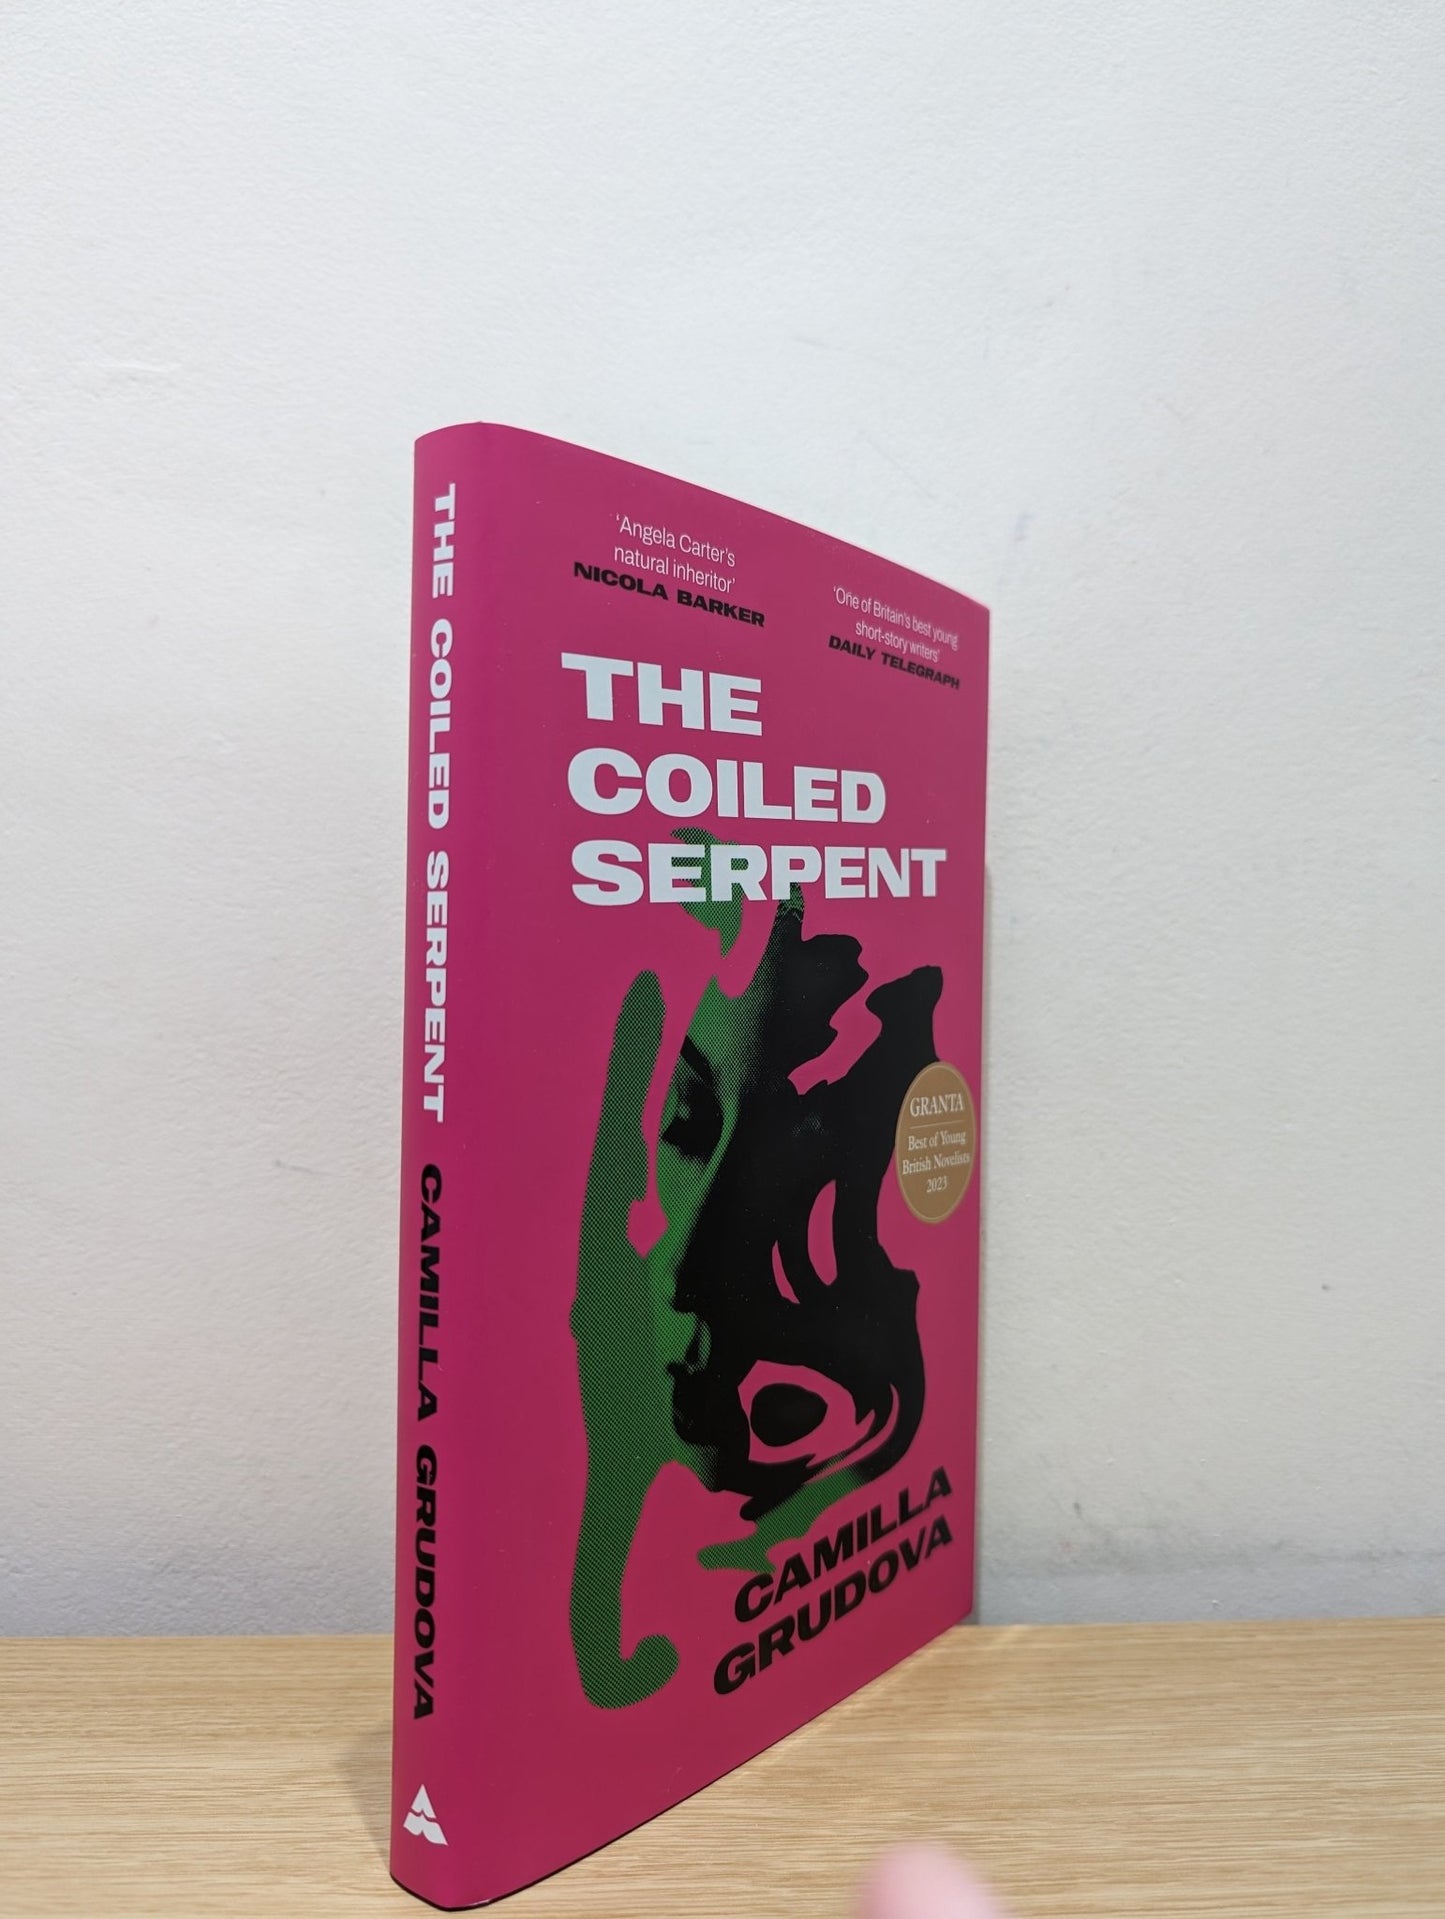 THE COILED SERPENT CAMILLA GRUDOVA
‘Angela Carter’s
natural inheritor’
NICOLA BARKER
‘One of Britain’s best young
short-story writers’
DAILY TELEGRAPH
THE
COILED
SERPENT
GRANTA
Best of Young
British Novelists
2023
CAMILLA
GRUDOVA